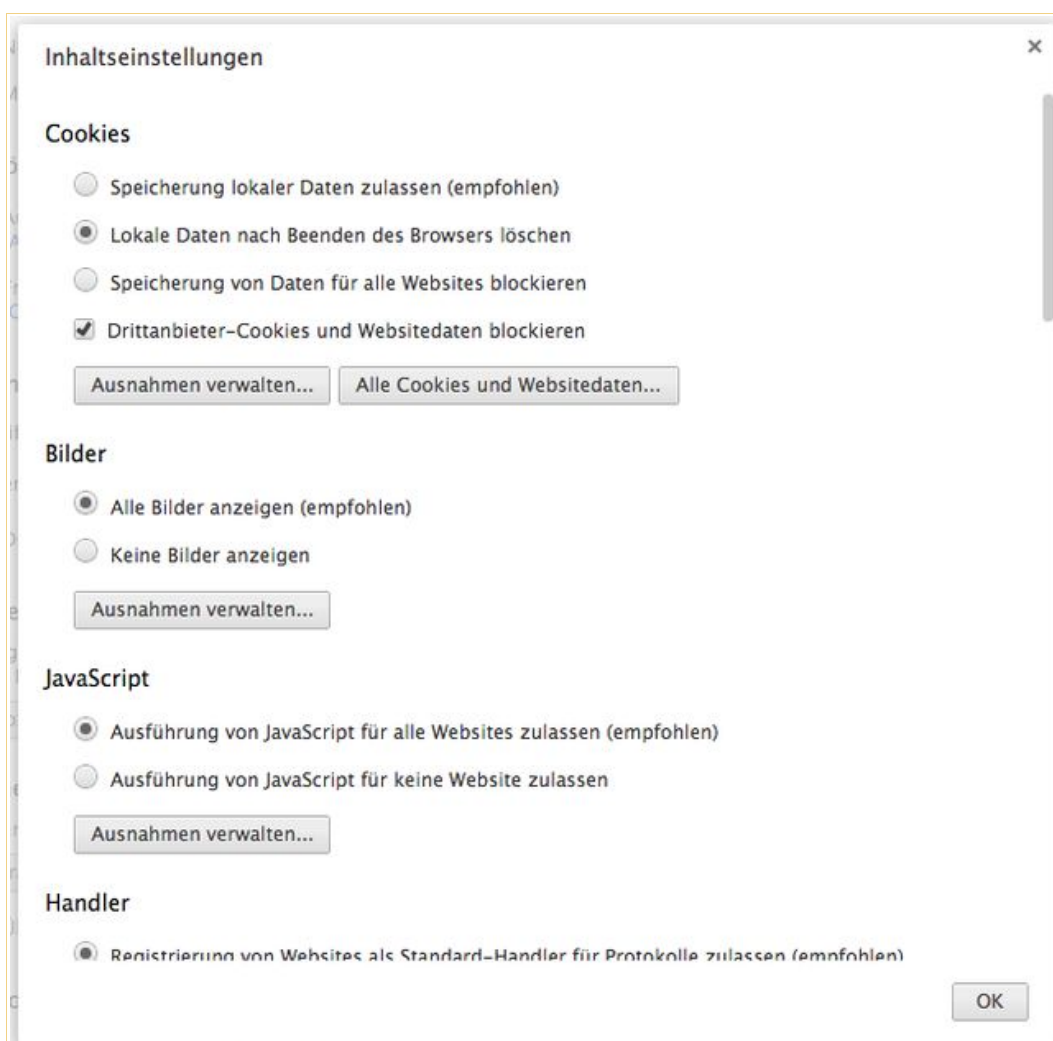 Inhaltseinstellungen
Cookies
Speicherung lokaler Daten zulassen (empfohlen)
Lokale Daten nach Beenden des Browsers löschen
Speicherung von Daten für alle Websites blockieren
Drittanbieter-Cookies und Websitedaten blockieren
Ausnahmen verwalten... Alle Cookies und Websitedaten...
Bilder
Alle Bilder anzeigen (empfohlen)
Keine Bilder anzeigen
Ausnahmen verwalten...
JavaScript
Ausführung von JavaScript für alle Websites zulassen (empfohlen)
Ausführung von JavaScript für keine Website zulassen
Ausnahmen verwalten...
Handler
Registrierung von Websites als Standard-Handler für Protokolle zulassen (empfohlen)
OK